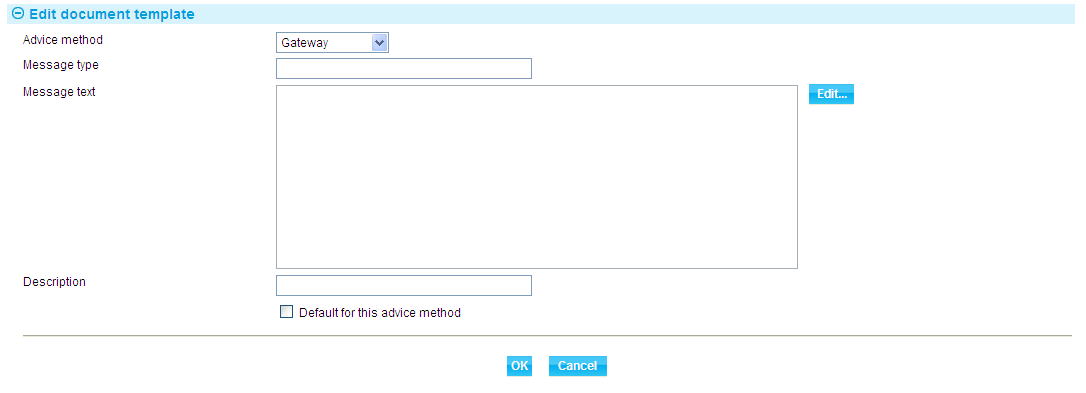 Edit document template
Advice method
Gateway
Message type
Message text
Edit...
Description
Default for this advice method
OK
Cancel